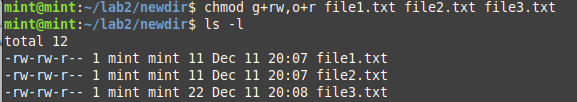 mint@mint:~/lab2/newdir$ chmod g+rw,o+r file1.txt file2.txt file3.txt
mint@mint:~/lab2/newdir$ ls -l
total 12
-rw-rw-r-- 1 mint mint 11 Dec 11 20:07 file1.txt
-rw-rw-r-- 1 mint mint 11 Dec 11 20:07 file2.txt
-rw-rw-r-- 1 mint mint 22 Dec 11 20:08 file3.txt